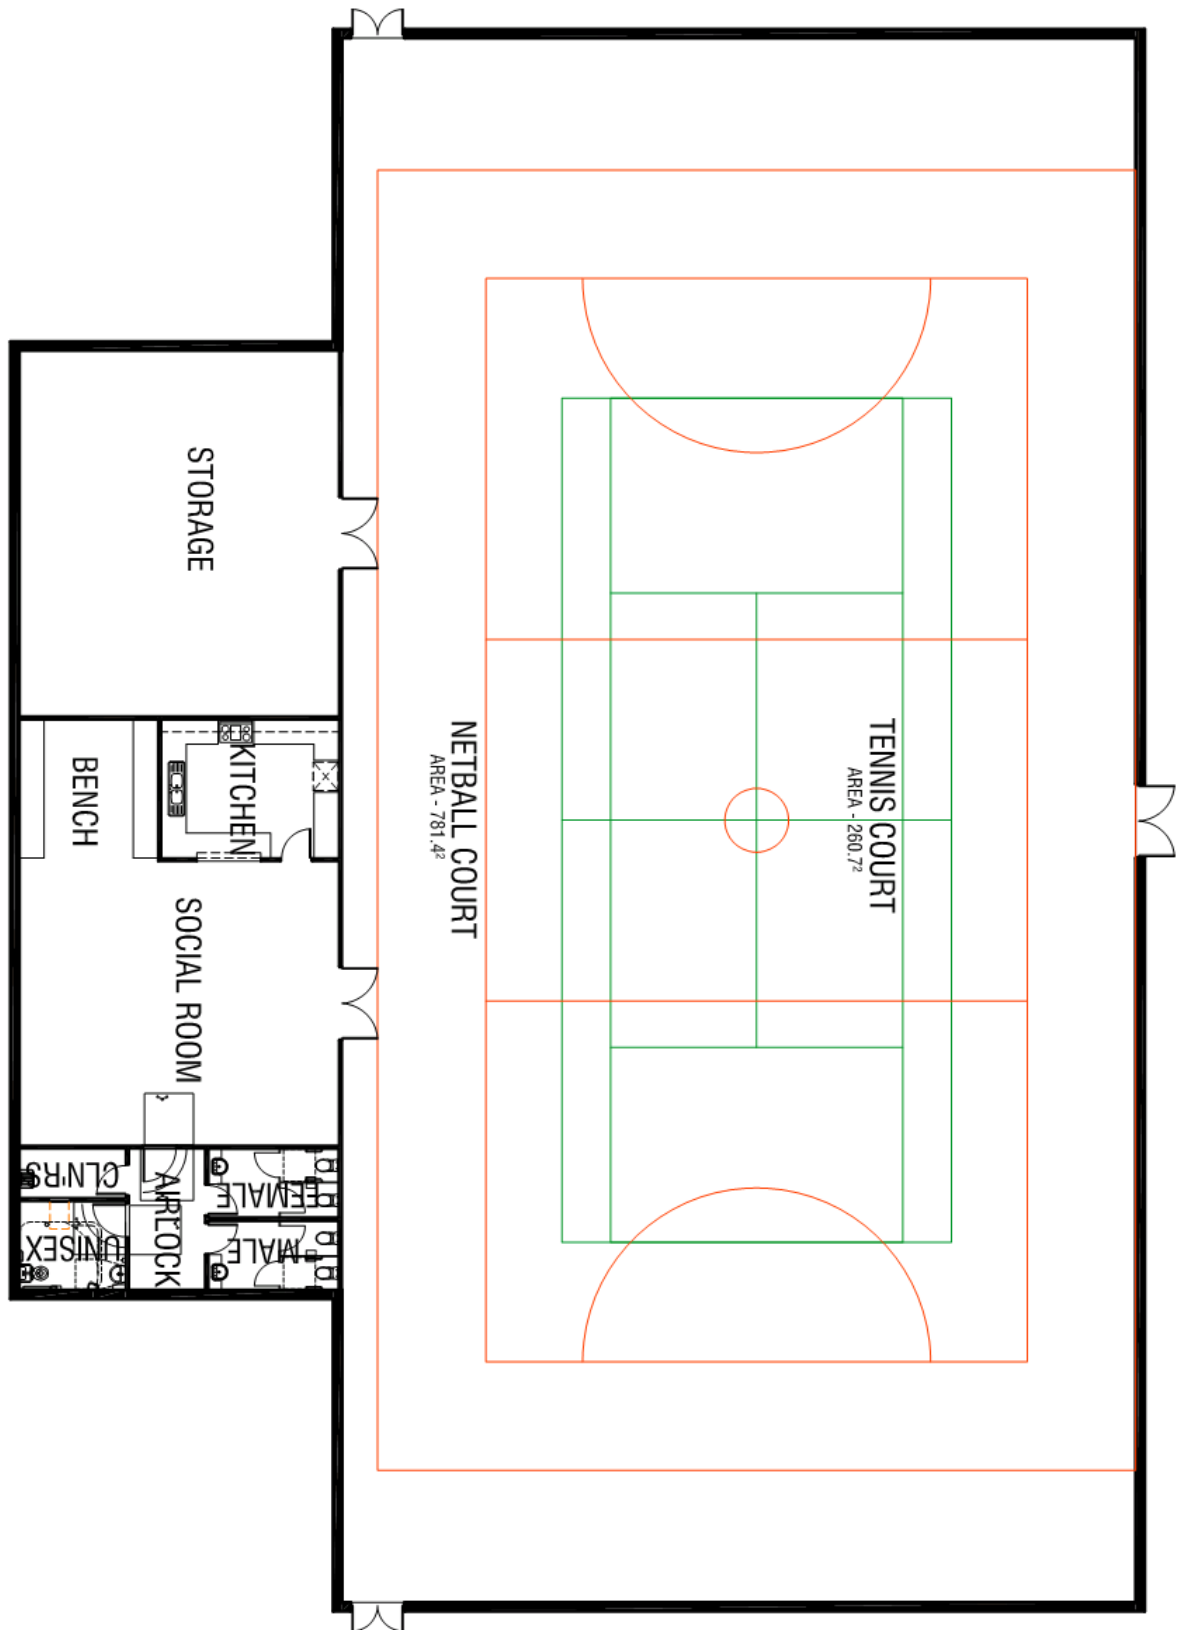 STORAGE
BENCH
KITCHEN
SOCIAL ROOM
NETBALL COURT
AREA - 781.4²
TENNIS COURT
AREA - 260.7²
CLN'RS
AIRLOCK
FEMALE
UNISEX
MALE